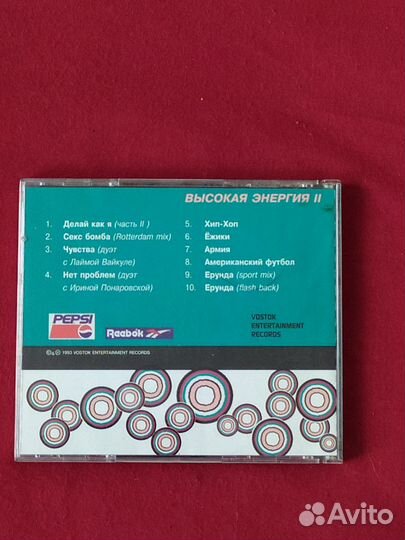 ВЫСОКАЯ ЭНЕРГИЯ II
1. Делай как я (часть II)
2. Секс бомба (Rotterdam mix)
3. Чувства (дуэт
с Лаймой Вайкуле)
4. Нет проблем (дуэт
с Ириной Понаровской)
5. Хип-Хоп
6. Ёжики
7. Армия
8. Американский футбол
9. Ерунда (sport mix)
10. Ерунда (flash back)
PEPSI
Reebok
VOSTOK
ENTERTAINMENT
RECORDS
©℗ 1993 VOSTOK ENTERTAINMENT RECORDS
Avito